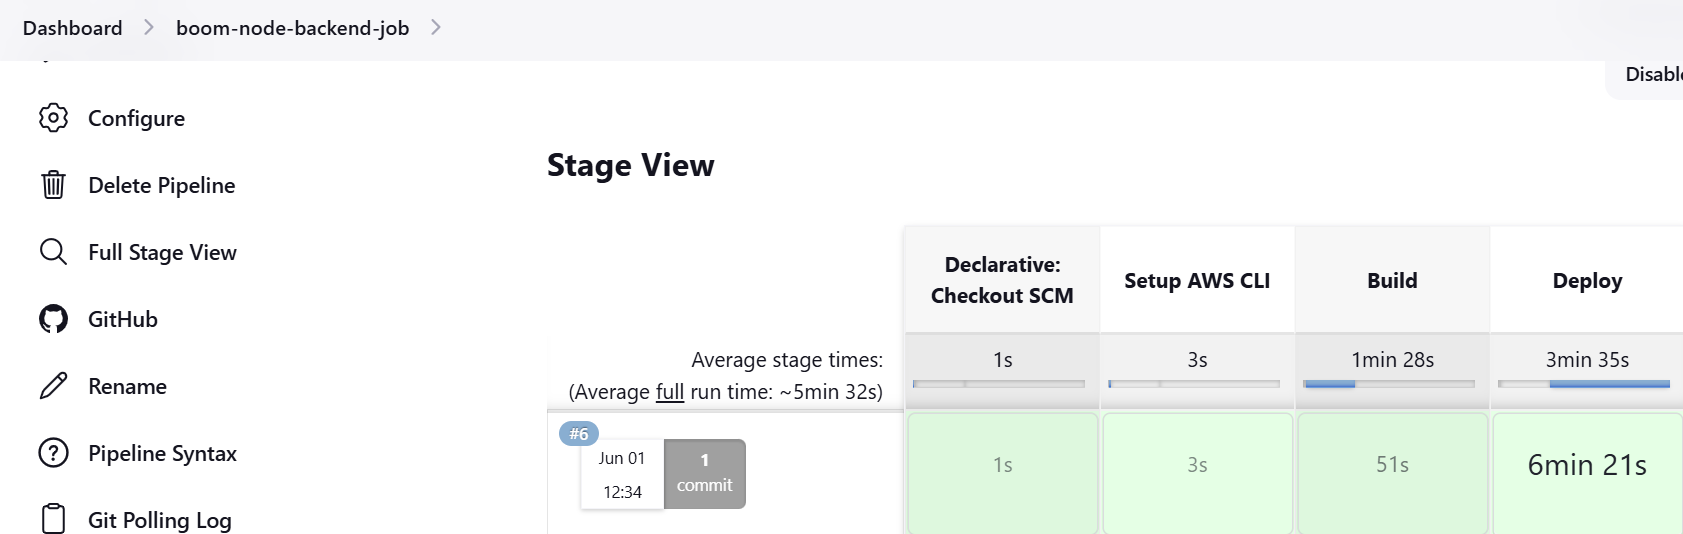 Dashboard
boom-node-backend-job
Configure
Delete Pipeline
Full Stage View
GitHub
Rename
Pipeline Syntax
Git Polling Log
Stage View
Declarative:
Checkout SCM
Setup AWS CLI
Build
Deploy
Average stage times:
(Average full run time: ~5min 32s)
1s
3s
1min 28s
3min 35s
#6
Jun 01
12:34
1
commit
1s
3s
51s
6min 21s